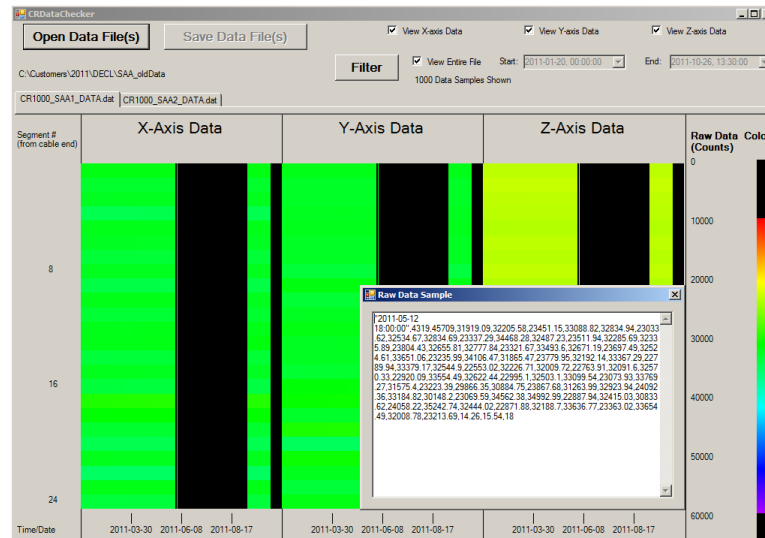 CRDataChecker
Open Data File(s)
Save Data File(s)
View X-axis Data
View Y-axis Data
View Z-axis Data
Filter
View Entire File
Start: 2011-01-20, 00:00:00
End: 2011-10-26, 13:30:00
1000 Data Samples Shown
C:\Customers\2011\DECL\SAA_oldData
CR1000_SAA1_DATA.dat
CR1000_SAA2_DATA.dat
Segment #
(from cable end)
X-Axis Data
Y-Axis Data
Z-Axis Data
Raw Data Colo
(Counts)
0
10000
20000
30000
40000
50000
60000
8
16
24
Raw Data Sample
"2011-05-12
18:00:00",4319,45709,31919.09,32205.58,23451.15,33088.82,32834.94,23033
.62,32534.67,32834.69,23337.29,34468.28,32487.23,23511.94,32285.69,3233
5.89,23804.43,32655.81,32777.84,23321.67,33493.6,32671.19,23697.49,3252
4.61,33651.06,23235.99,34106.47,31865.47,23779.95,32192.14,33367.29,227
89.94,33379.17,32544.9,22553.02,32226.71,32009.72,22763.91,32091.6,3257
0.33,22920.09,33554.49,32622.44,22995.1,32503.1,33099.54,23073.93,33769
.27,31575.4,23223.39,29866.35,30884.75,23867.68,31263.99,32923.94,24092
.36,33184.82,30148.2,23069.59,34562.38,34992.99,22887.94,32415.03,30833
.62,24058.22,35242.74,32444.02,22871.88,32188.7,33636.77,23363.02,33654
.49,32008.78,23213.69,14.26,15.54,18
Time/Date
2011-03-30 2011-06-08 2011-08-17
2011-03-30 2011-06-08 2011-08-17
2011-03-30 2011-06-08 2011-08-17